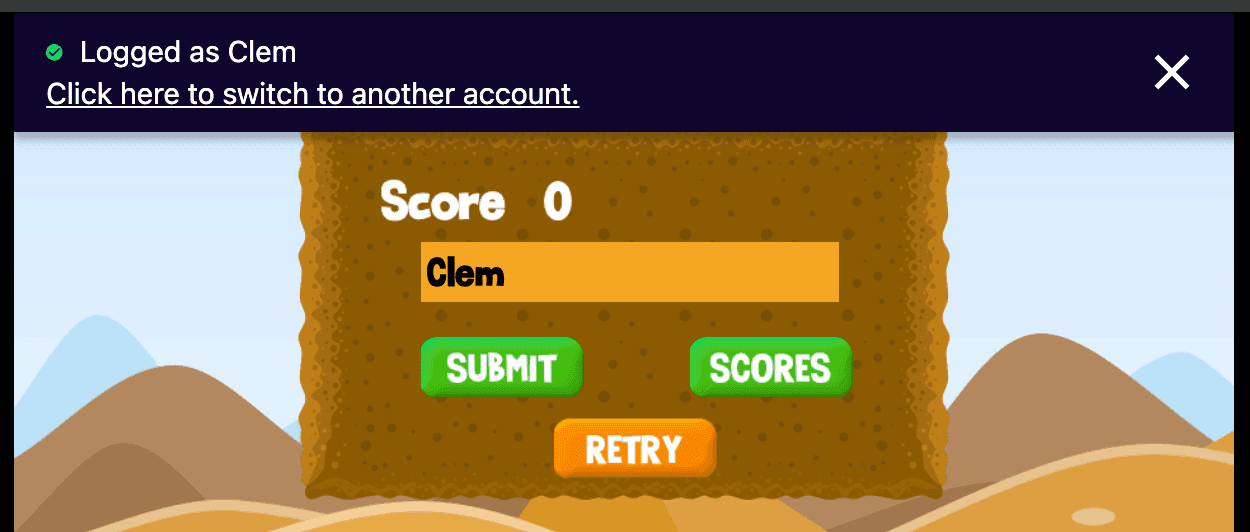 Logged as Clem
Click here to switch to another account.
Score 0
Clem
SUBMIT SCORES
RETRY